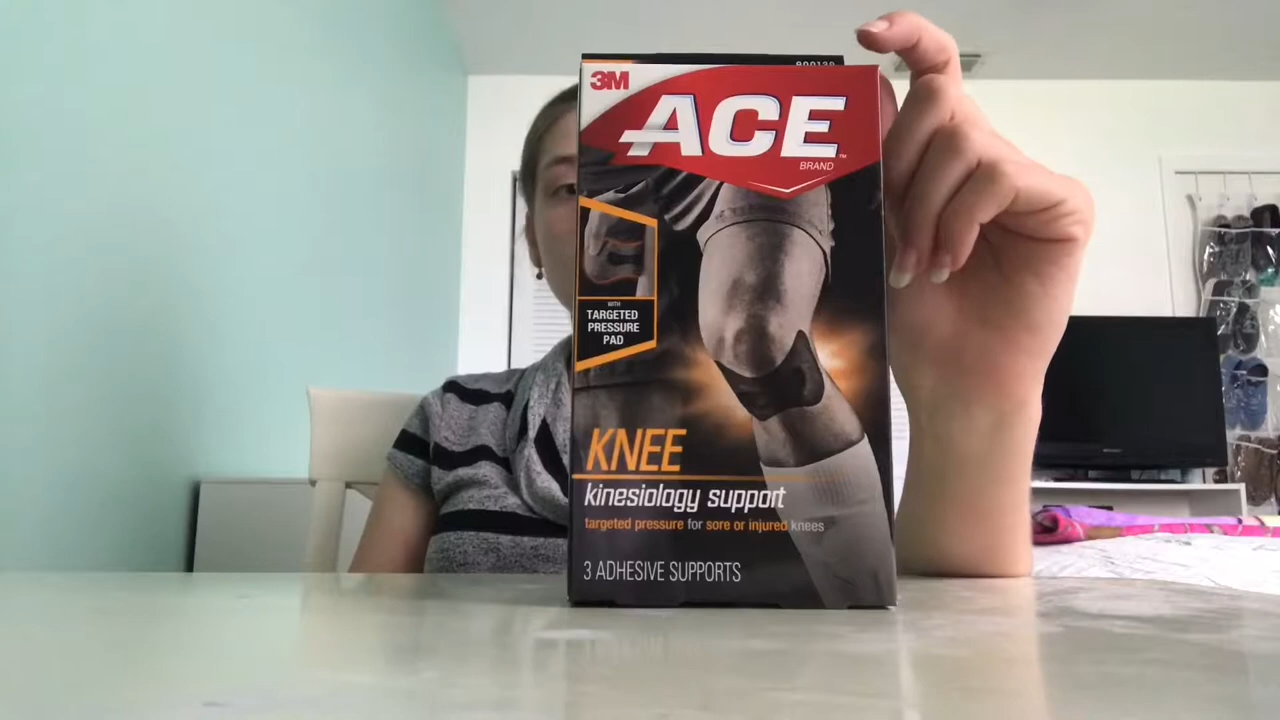 3M
ACE™
BRAND
WITH
TARGETED
PRESSURE
PAD
KNEE
kinesiology support
targeted pressure for sore or injured knees
3 ADHESIVE SUPPORTS